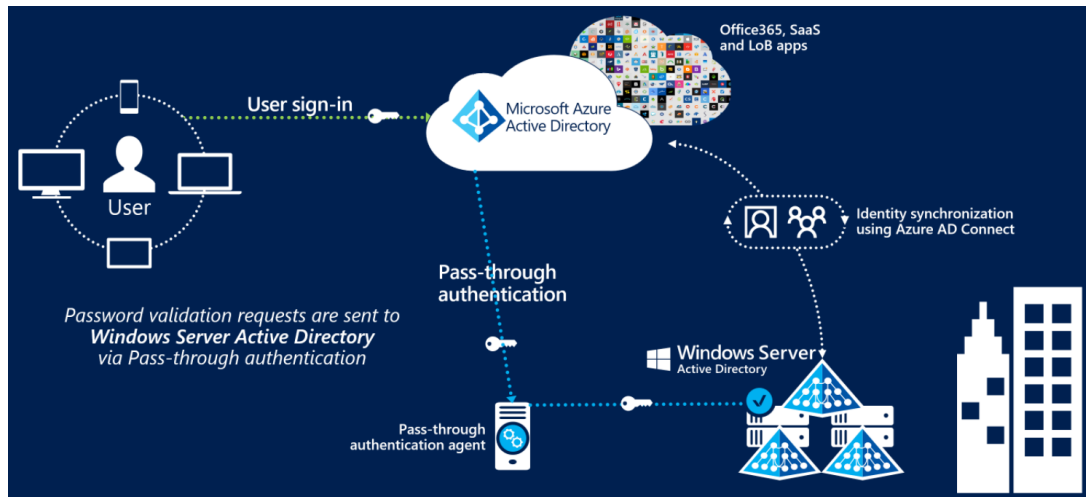 Office365, SaaS
and LoB apps
User sign-in
Microsoft Azure
Active Directory
User
Identity synchronization
using Azure AD Connect
Pass-through
authentication
Password validation requests are sent to
Windows Server Active Directory
via Pass-through authentication
Windows Server
Active Directory
Pass-through
authentication agent